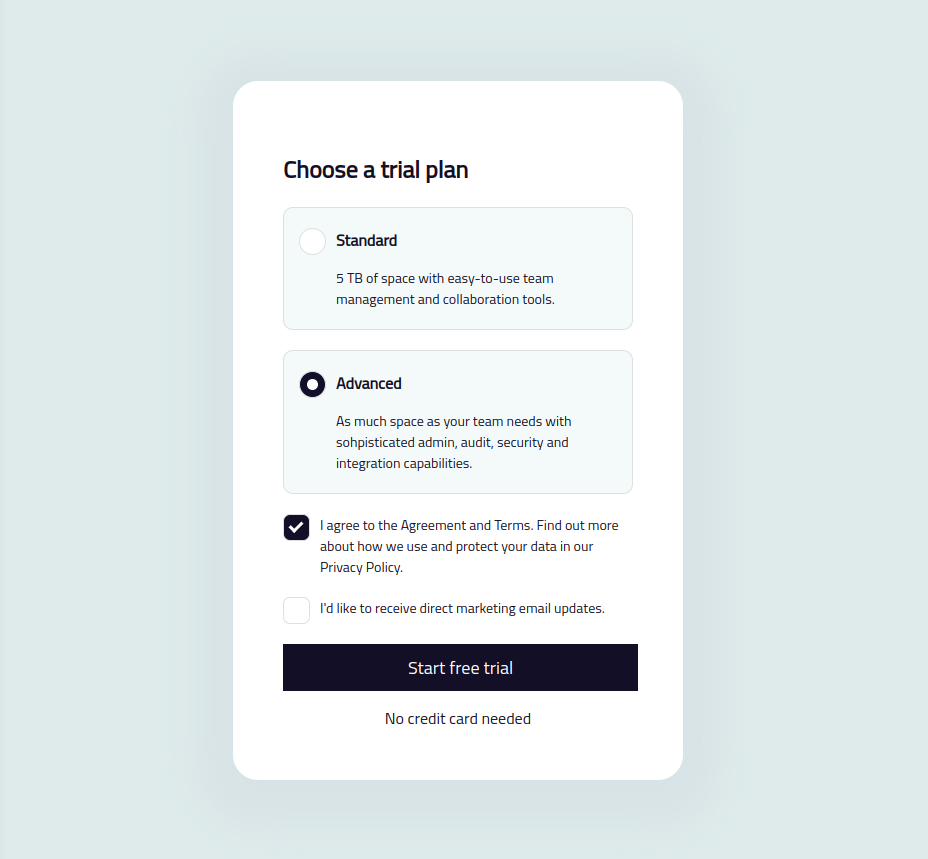 Choose a trial plan
Standard
5 TB of space with easy-to-use team
management and collaboration tools.
Advanced
As much space as your team needs with
sohpisticated admin, audit, security and
integration capabilities.
I agree to the Agreement and Terms. Find out more
about how we use and protect your data in our
Privacy Policy.
I'd like to receive direct marketing email updates.
Start free trial
No credit card needed